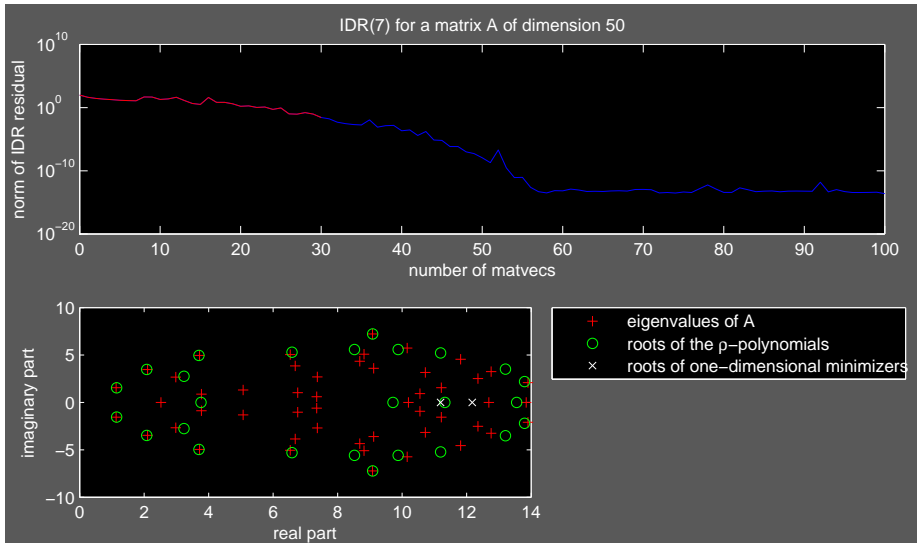 IDR(7) for a matrix A of dimension 50
10^10
10^0
10^−10
10^−20
norm of IDR residual
0 10 20 30 40 50 60 70 80 90 100
number of matvecs
10
5
0
−5
−10
imaginary part
0 2 4 6 8 10 12 14
real part
eigenvalues of A
roots of the ρ−polynomials
roots of one−dimensional minimizers